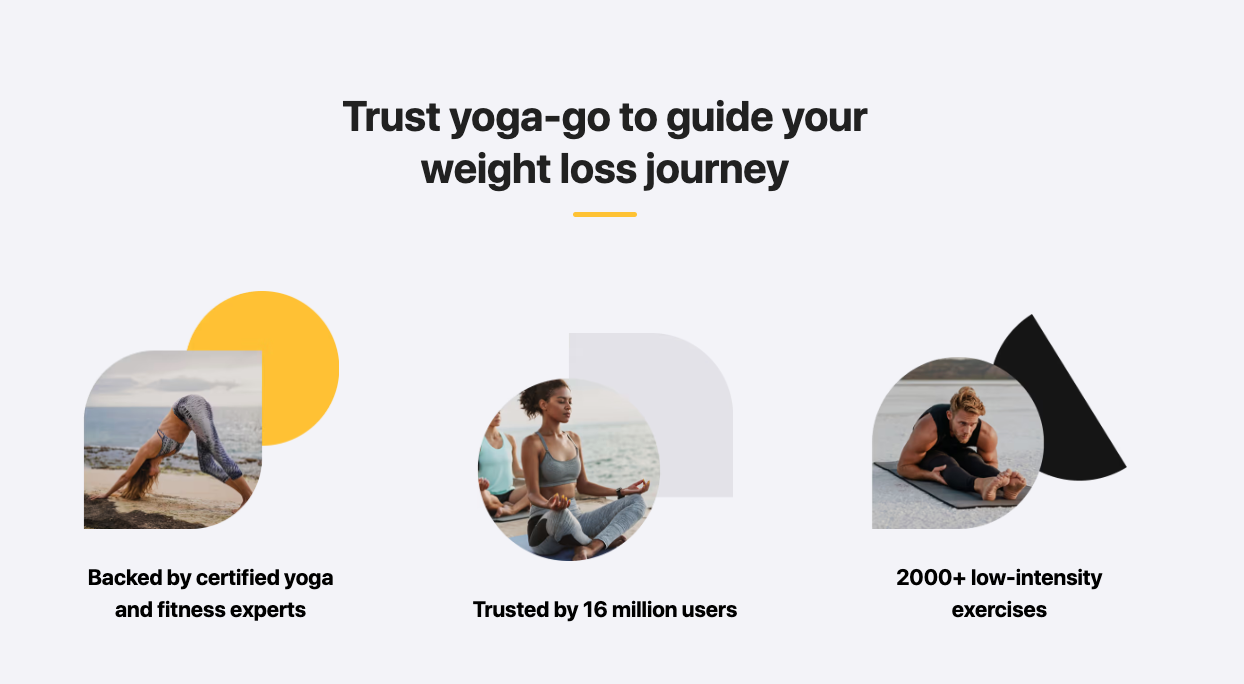 Trust yoga-go to guide your
weight loss journey
Backed by certified yoga
and fitness experts
Trusted by 16 million users
2000+ low-intensity
exercises